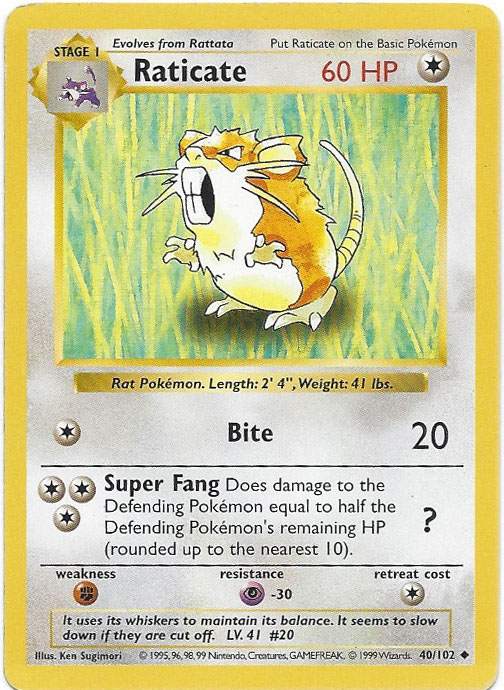 STAGE 1 Evolves from Rattata Put Raticate on the Basic Pokémon
Raticate 60 HP
Rat Pokémon. Length: 2' 4", Weight: 41 lbs.
Bite 20
Super Fang Does damage to the
Defending Pokémon equal to half the
Defending Pokémon's remaining HP ?
(rounded up to the nearest 10).
weakness resistance retreat cost
-30
It uses its whiskers to maintain its balance. It seems to slow
down if they are cut off. LV. 41 #20
Illus. Ken Sugimori © 1995, 96, 98, 99 Nintendo, Creatures, GAMEFREAK. © 1999 Wizards. 40/102